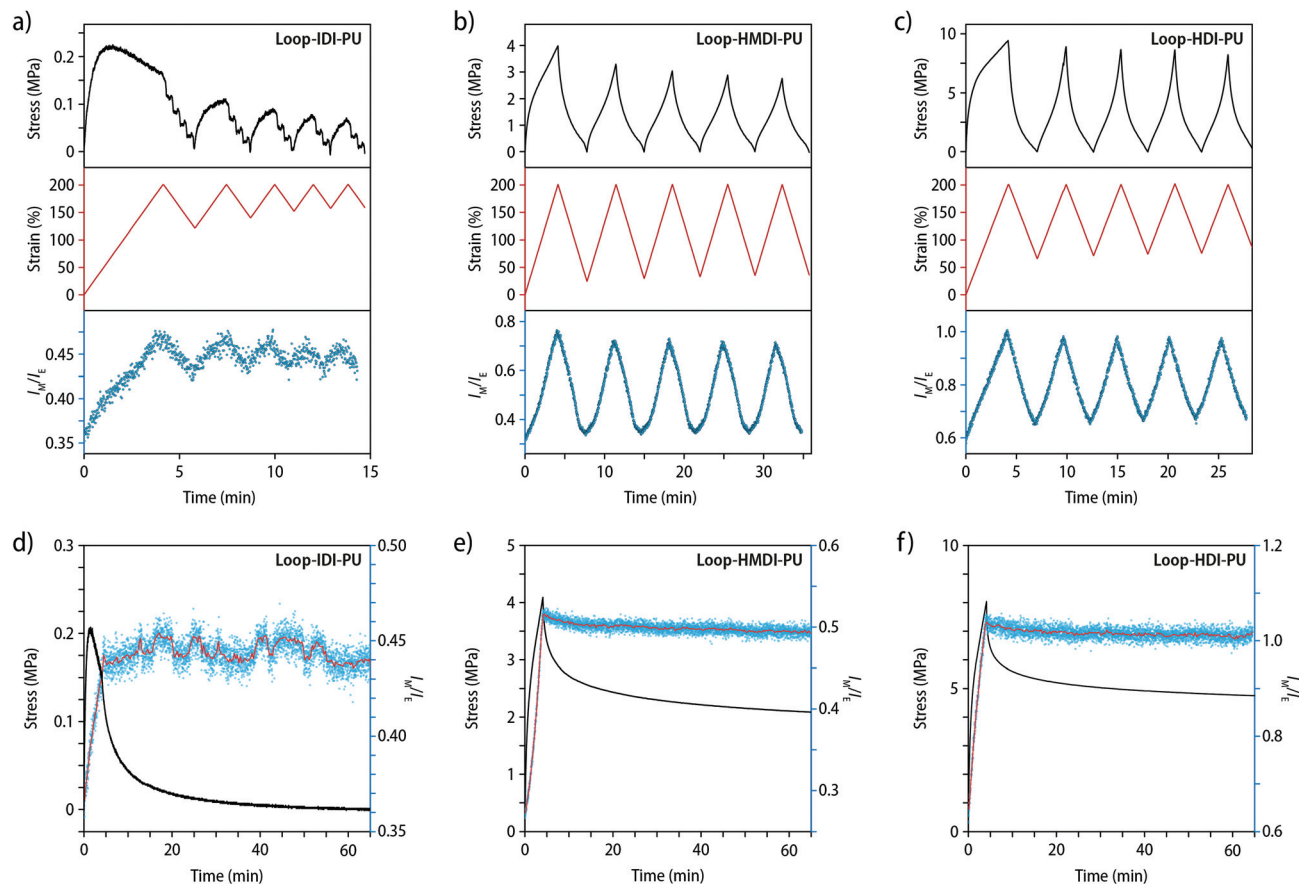 a)
Loop-IDI-PU
Stress (MPa)
0.2
0.1
0
Strain (%)
200
150
100
50
0
I_M/I_E
0.45
0.40
0.35
0 5 10 15
Time (min)
b)
Loop-HMDI-PU
Stress (MPa)
4
3
2
1
0
Strain (%)
200
150
100
50
0
I_M/I_E
0.8
0.6
0.4
0 10 20 30
Time (min)
c)
Loop-HDI-PU
Stress (MPa)
10
5
0
Strain (%)
200
150
100
50
0
I_M/I_E
1.0
0.8
0.6
0 5 10 15 20 25
Time (min)
d)
Loop-IDI-PU
Stress (MPa)
0.3
0.2
0.1
0
0.50
0.45
0.40
0.35
I_M/I_E
0 20 40 60
Time (min)
e)
Loop-HMDI-PU
Stress (MPa)
5
4
3
2
1
0
0.6
0.5
0.4
0.3
I_M/I_E
0 10 20 30 40 50 60
Time (min)
f)
Loop-HDI-PU
Stress (MPa)
10
5
0
1.2
1.0
0.8
0.6
I_M/I_E
0 10 20 30 40 50 60
Time (min)